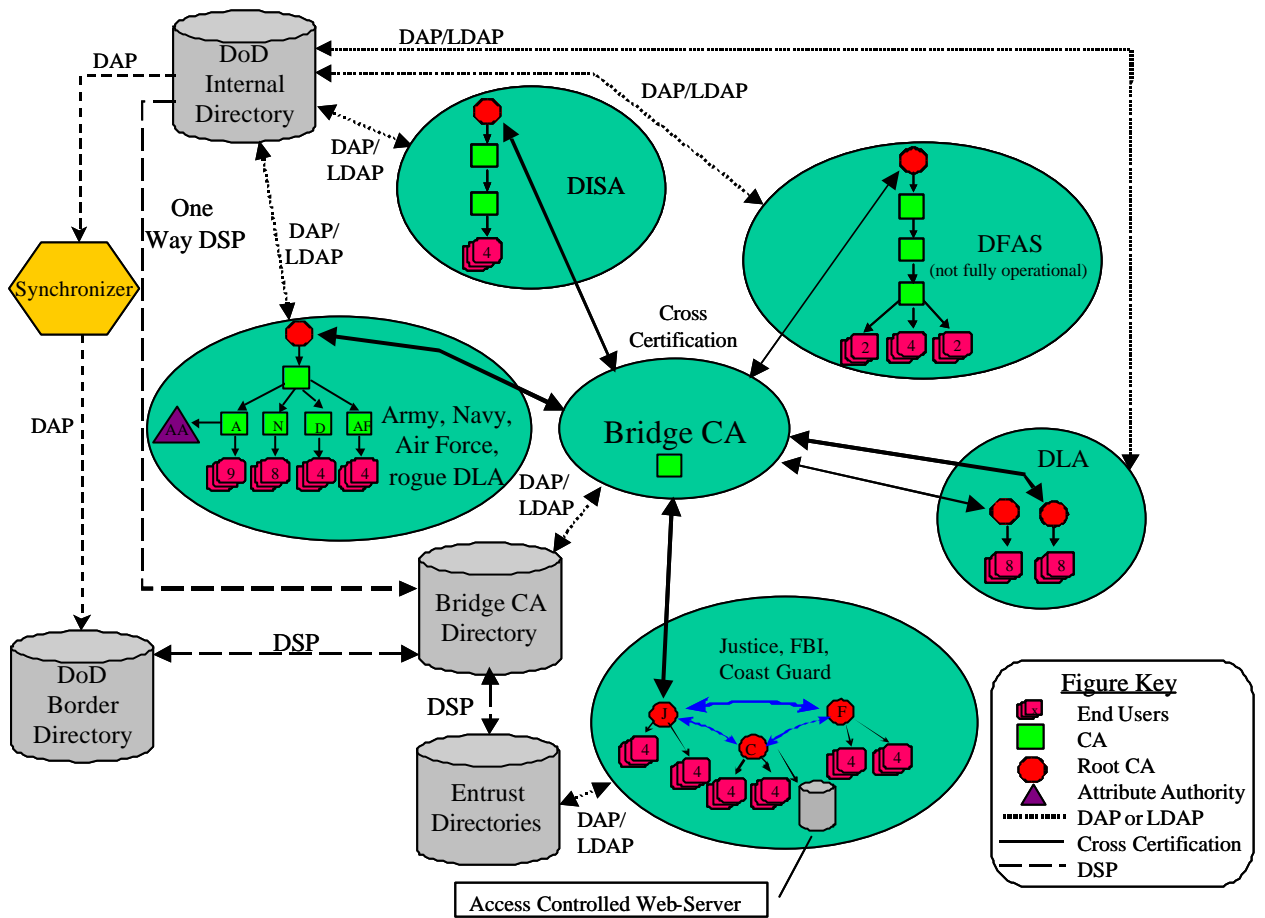 DAP
DoD
Internal
Directory
DAP/LDAP
DAP/LDAP
DAP/
LDAP
DISA
4
DFAS
(not fully operational)
2
4
2
One
Way DSP
DAP/
LDAP
Synchronizer
Cross
Certification
DAP
AA
A
N
D
AF
9
8
4
4
Army, Navy,
Air Force,
rogue DLA
Bridge CA
DLA
8
8
DAP/
LDAP
Bridge CA
Directory
DSP
DoD
Border
Directory
DSP
Entrust
Directories
DAP/
LDAP
Justice, FBI,
Coast Guard
J
F
C
4
4
4
4
4
4
Access Controlled Web-Server
Figure Key
x
End Users
CA
Root CA
Attribute Authority
DAP or LDAP
Cross Certification
DSP